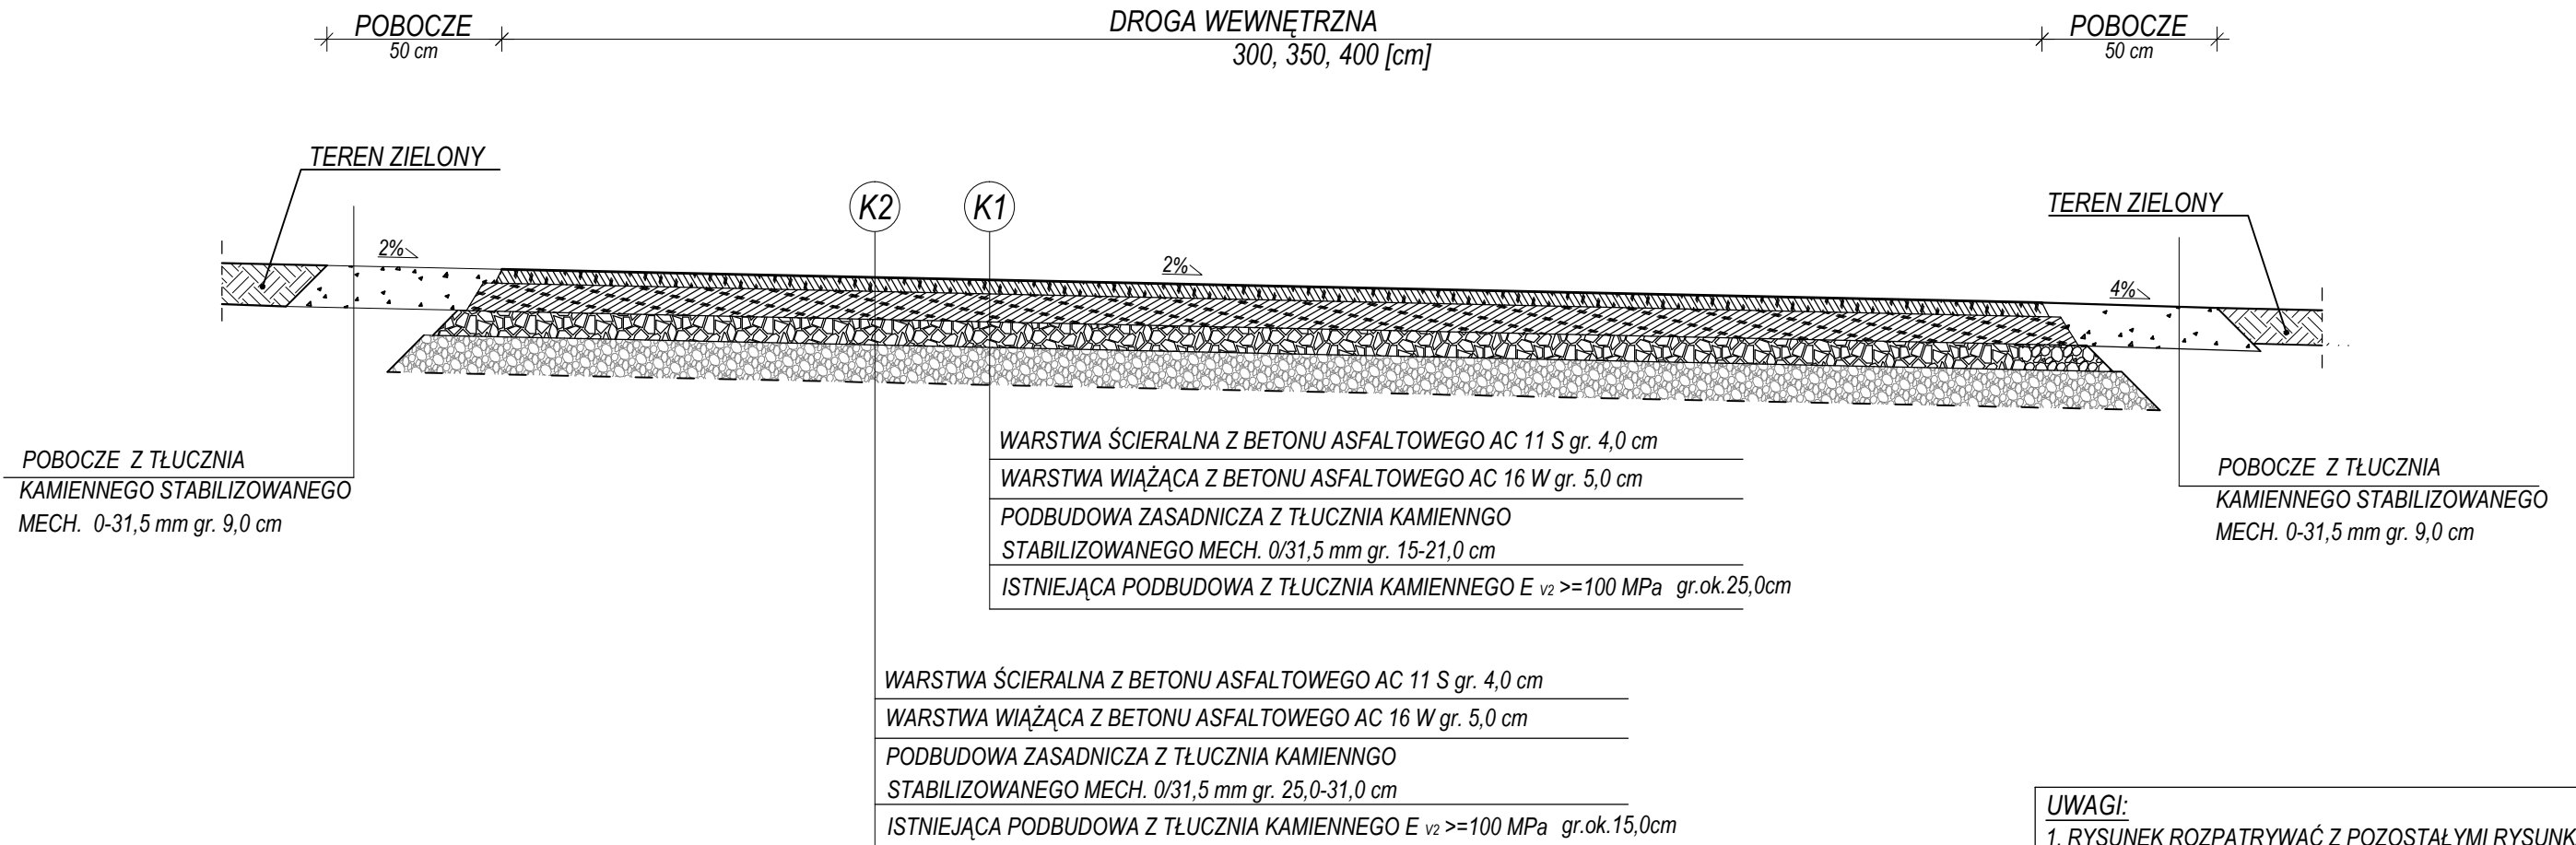 POBOCZE
50 cm
DROGA WEWNĘTRZNA
300, 350, 400 [cm]
POBOCZE
50 cm
TEREN ZIELONY
K2
K1
TEREN ZIELONY
2%
2%
4%
POBOCZE Z TŁUCZNIA
KAMIENNEGO STABILIZOWANEGO
MECH. 0-31,5 mm gr. 9,0 cm
WARSTWA ŚCIERALNA Z BETONU ASFALTOWEGO AC 11 S gr. 4,0 cm
WARSTWA WIĄŻĄCA Z BETONU ASFALTOWEGO AC 16 W gr. 5,0 cm
PODBUDOWA ZASADNICZA Z TŁUCZNIA KAMIENNGO
STABILIZOWANEGO MECH. 0/31,5 mm gr. 15-21,0 cm
ISTNIEJĄCA PODBUDOWA Z TŁUCZNIA KAMIENNEGO E V2 >=100 MPa gr.ok.25,0cm
POBOCZE Z TŁUCZNIA
KAMIENNEGO STABILIZOWANEGO
MECH. 0-31,5 mm gr. 9,0 cm
WARSTWA ŚCIERALNA Z BETONU ASFALTOWEGO AC 11 S gr. 4,0 cm
WARSTWA WIĄŻĄCA Z BETONU ASFALTOWEGO AC 16 W gr. 5,0 cm
PODBUDOWA ZASADNICZA Z TŁUCZNIA KAMIENNGO
STABILIZOWANEGO MECH. 0/31,5 mm gr. 25,0-31,0 cm
ISTNIEJĄCA PODBUDOWA Z TŁUCZNIA KAMIENNEGO E V2 >=100 MPa gr.ok.15,0cm
UWAGI:
1. RYSUNEK ROZPATRYWAĆ Z POZOSTAŁYMI RYSUNK